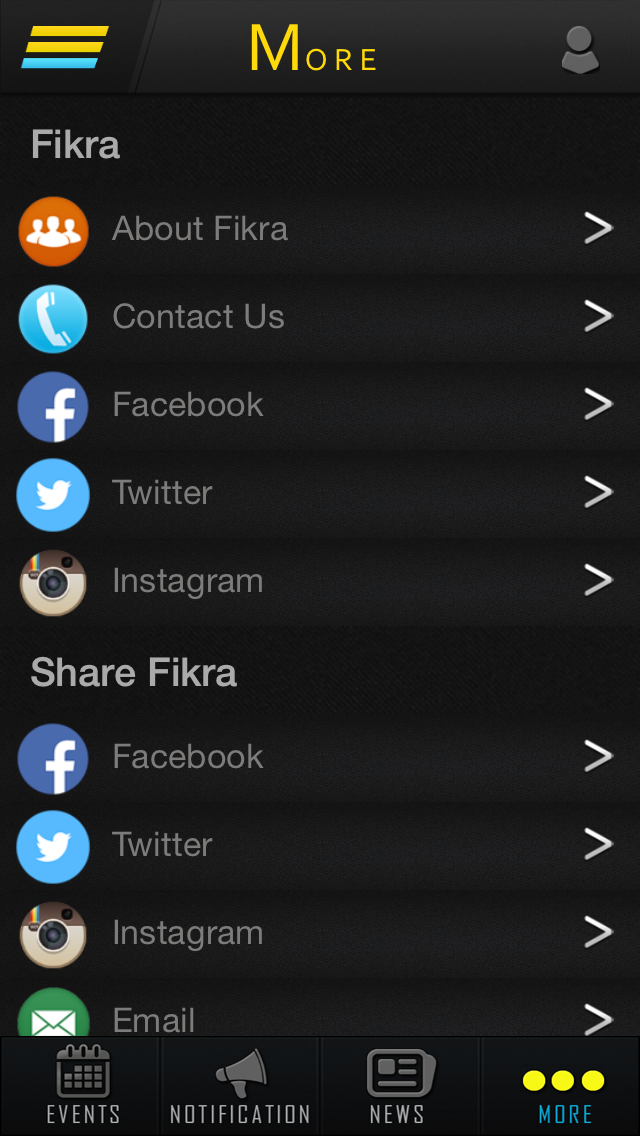 More
Fikra
About Fikra
Contact Us
Facebook
Twitter
Instagram
Share Fikra
Facebook
Twitter
Instagram
Email
EVENTS
NOTIFICATION
NEWS
MORE